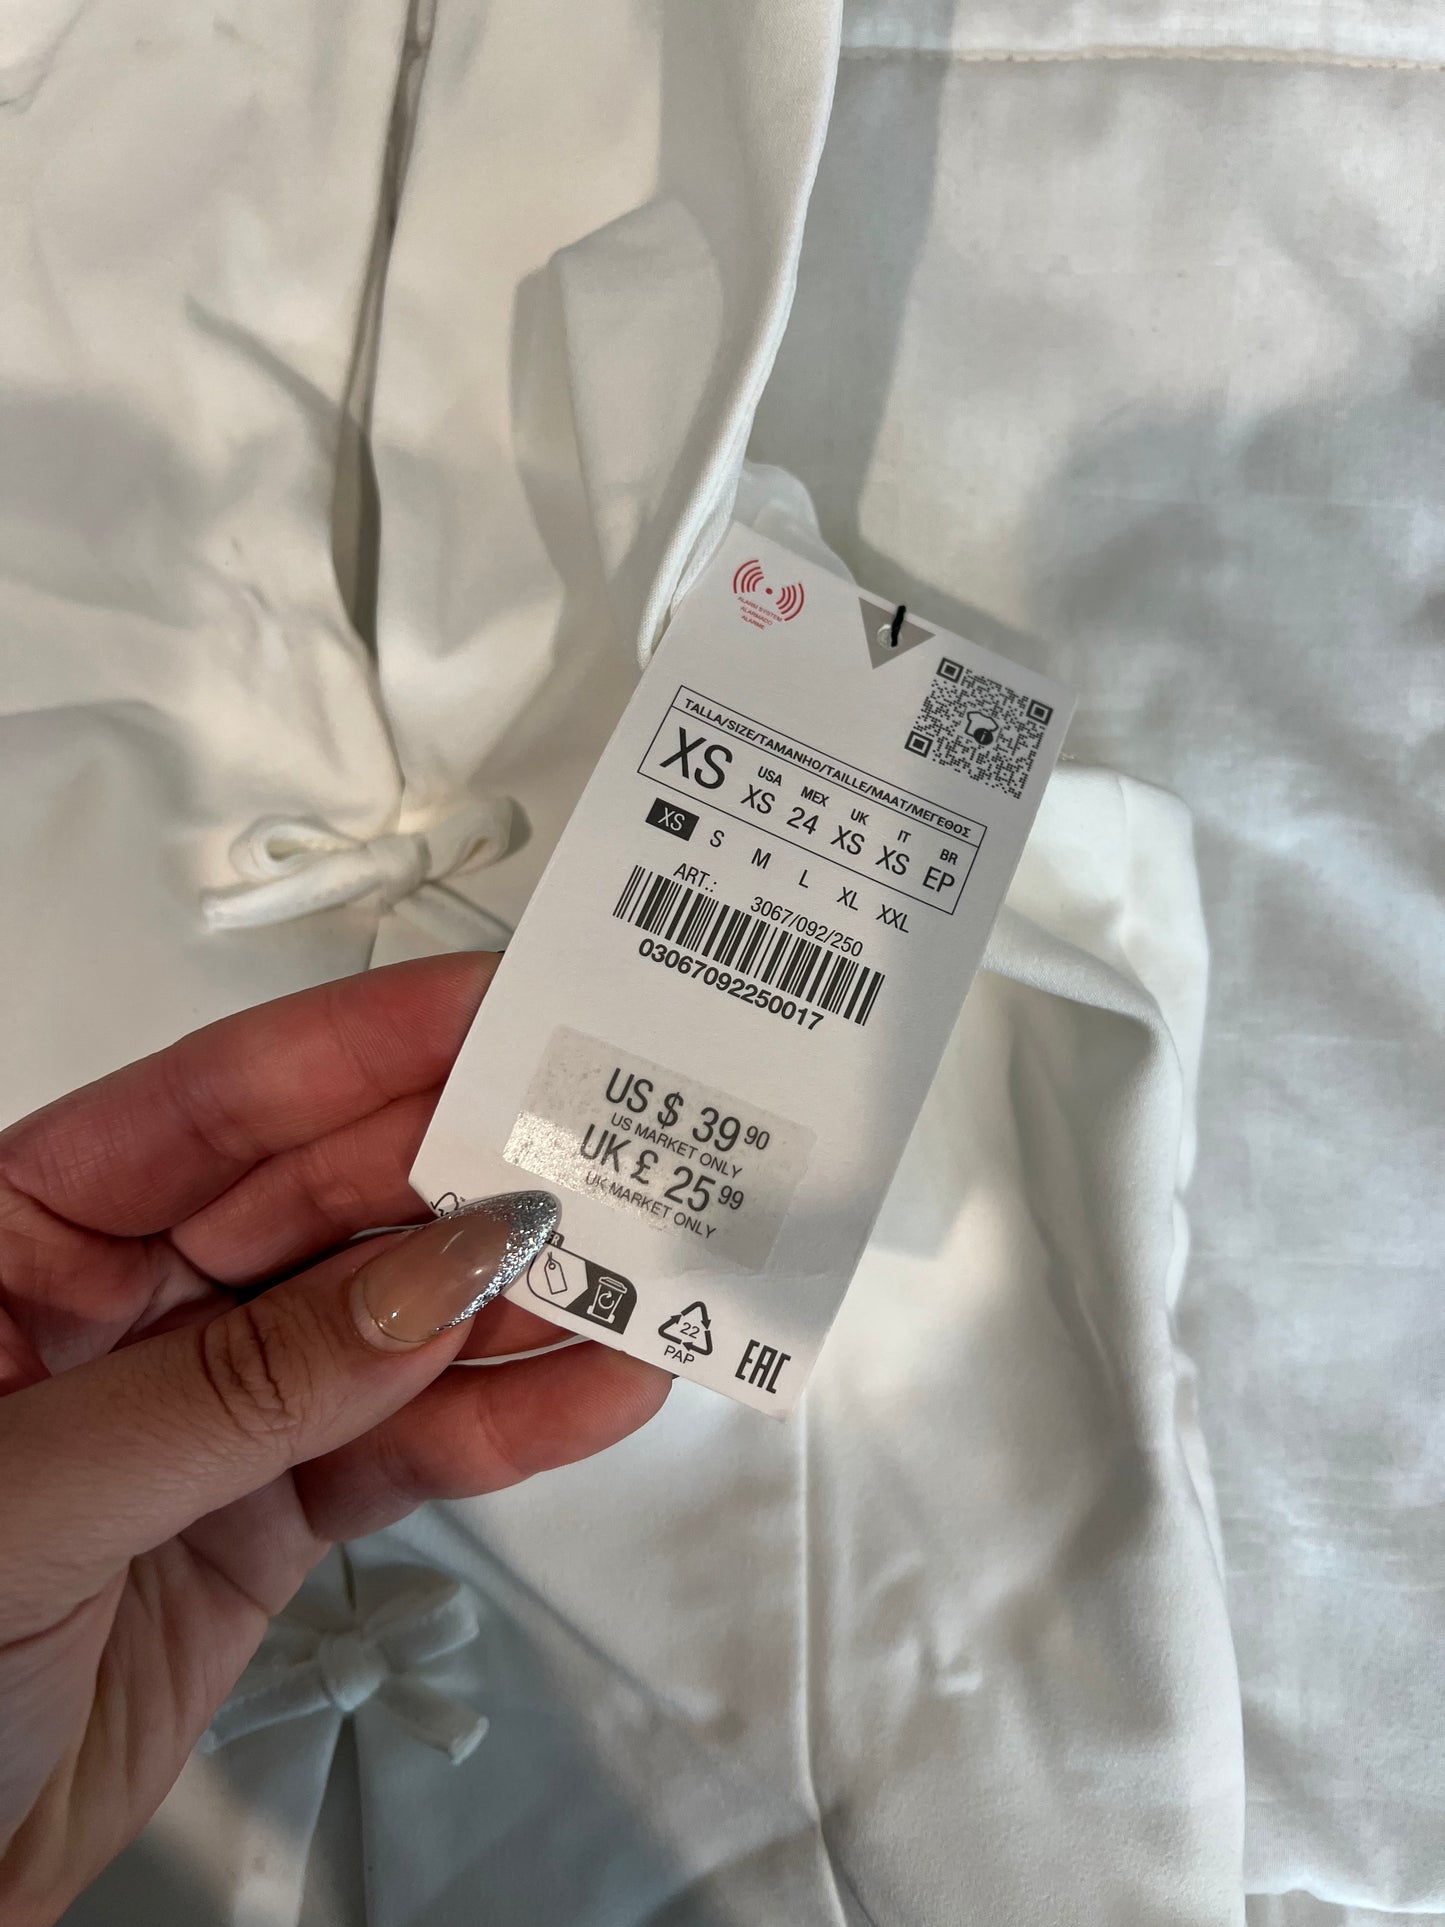 ALARM SYSTEM
ALARMADO
ALARME
TALLA/SIZE/TAMANHO/TAILLE/MAAT/ΜΕΓΕΘΟΣ
XS
USA MEX UK IT BR
XS 24 XS XS EP
XS S M L XL XXL
ART.: 3067/092/250
03067092250017
US $ 39 90
US MARKET ONLY
UK £ 25 99
UK MARKET ONLY
22
PAP
EAC